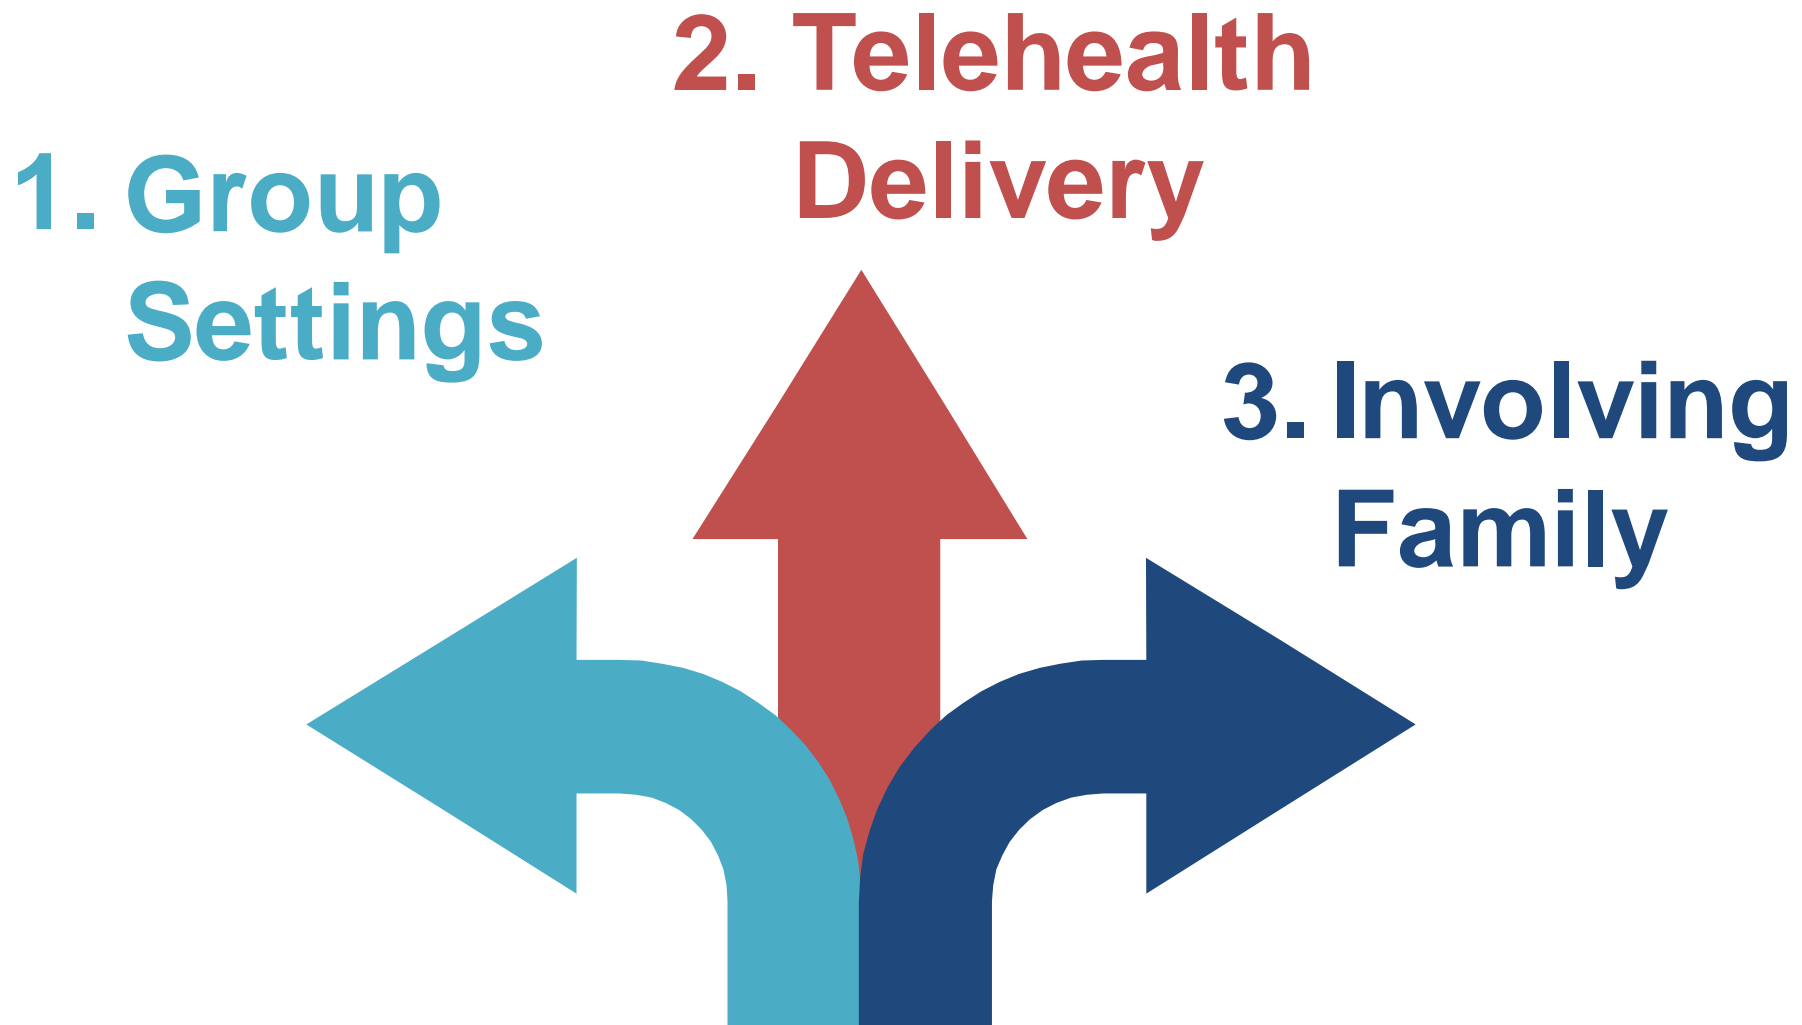 1. Group
Settings
2. Telehealth
Delivery
3. Involving
Family